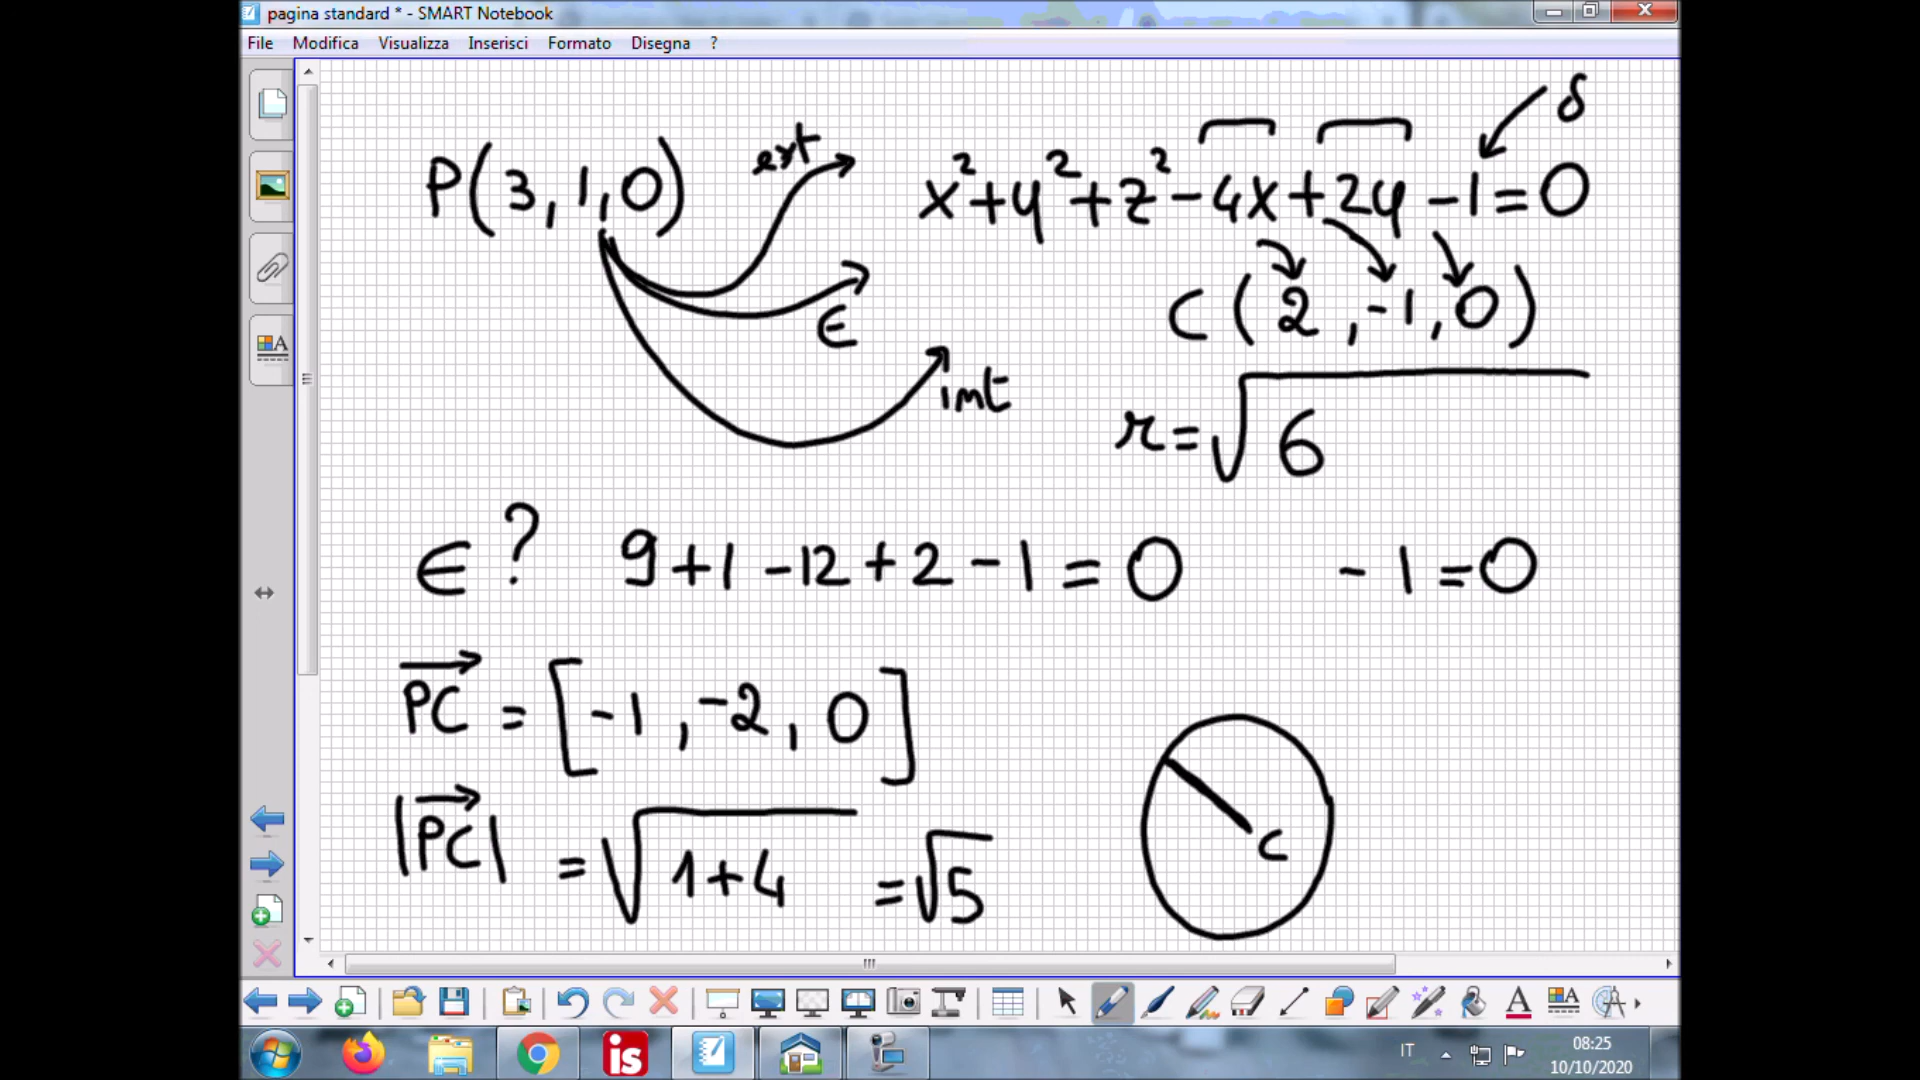 pagina standard * - SMART Notebook
File Modifica Visualizza Inserisci Formato Disegna ?
δ
P(3,1,0) ext x²+y²+z²-4x+2y-1=0
∈ C(2,-1,0)
int
r=√6
∈? 9+1-12+2-1=0 -1=0
PC⃗ = [-1,-2,0]
|PC⃗| = √1+4 = √5
C
is
IT
08:25
10/10/2020